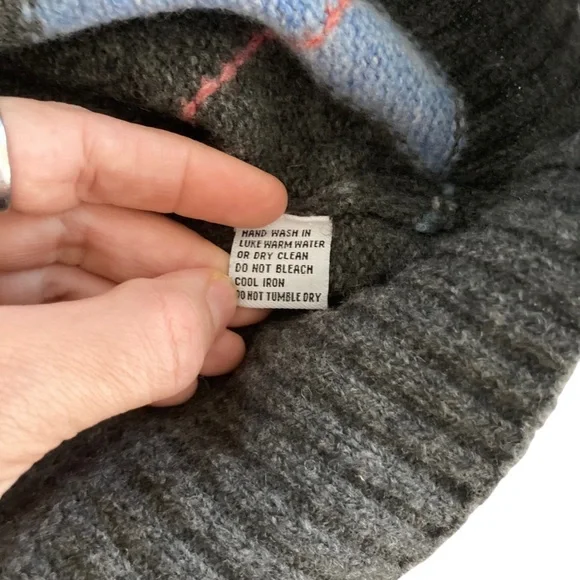 HAND WASH IN
LUKE WARM WATER
OR DRY CLEAN
DO NOT BLEACH
COOL IRON
DO NOT TUMBLE DRY